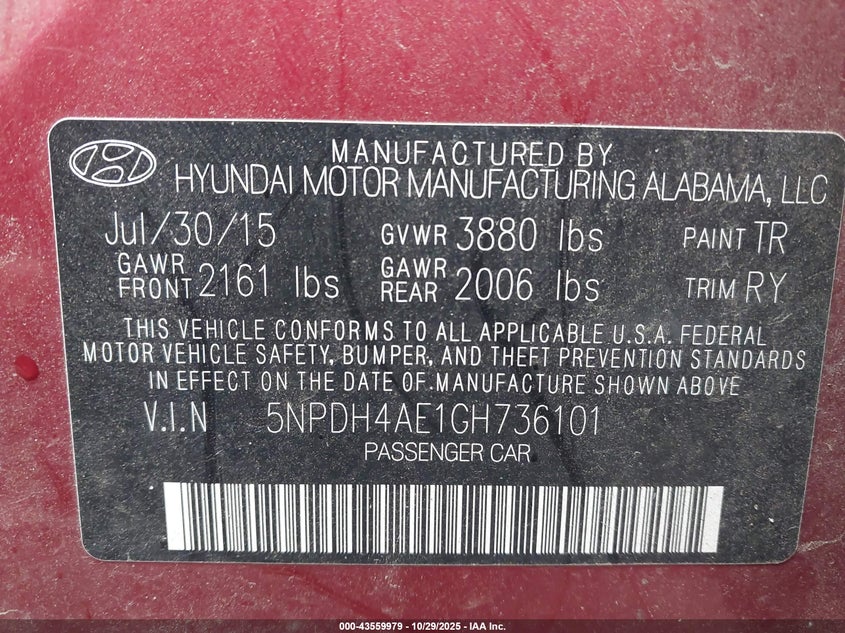 MANUFACTURED BY
HYUNDAI MOTOR MANUFACTURING ALABAMA, LLC
Jul/30/15 GVWR 3880 lbs PAINT TR
GAWR FRONT 2161 lbs GAWR REAR 2006 lbs TRIM RY
THIS VEHICLE CONFORMS TO ALL APPLICABLE U.S.A. FEDERAL
MOTOR VEHICLE SAFETY, BUMPER, AND THEFT PREVENTION STANDARDS
IN EFFECT ON THE DATE OF MANUFACTURE SHOWN ABOVE
V.I.N 5NPDH4AE1GH736101
PASSENGER CAR
000-43559979 - 10/29/2025 - IAA Inc.